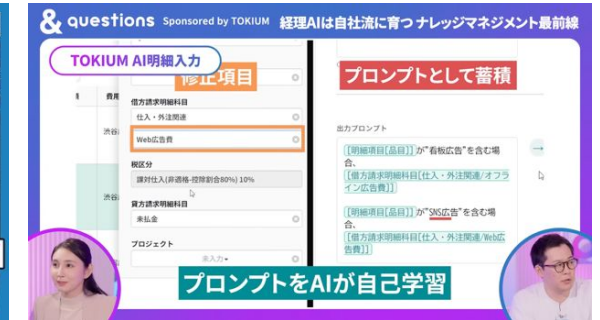 & questions Sponsored by TOKIUM 経理AIは自社流に育つ ナレッジマネジメント最前線
TOKIUM AI明細入力
修正項目
プロンプトとして蓄積
費用
借方請求明細科目
仕入・外注関連
渋谷
Web広告費
税区分
課対仕入(非適格-控除割合80%) 10%
渋谷
貸方請求明細科目
未払金
プロジェクト
未入力
出力プロンプト
[明細項目[品目]]が"看板広告"を含む場
合、
[借方請求明細科目[仕入・外注関連/オフラ
イン広告費]]
[明細項目[品目]]が"SNS広告"を含む場
合、
[借方請求明細科目[仕入・外注関連/Web広
告費]]
プロンプトをAIが自己学習